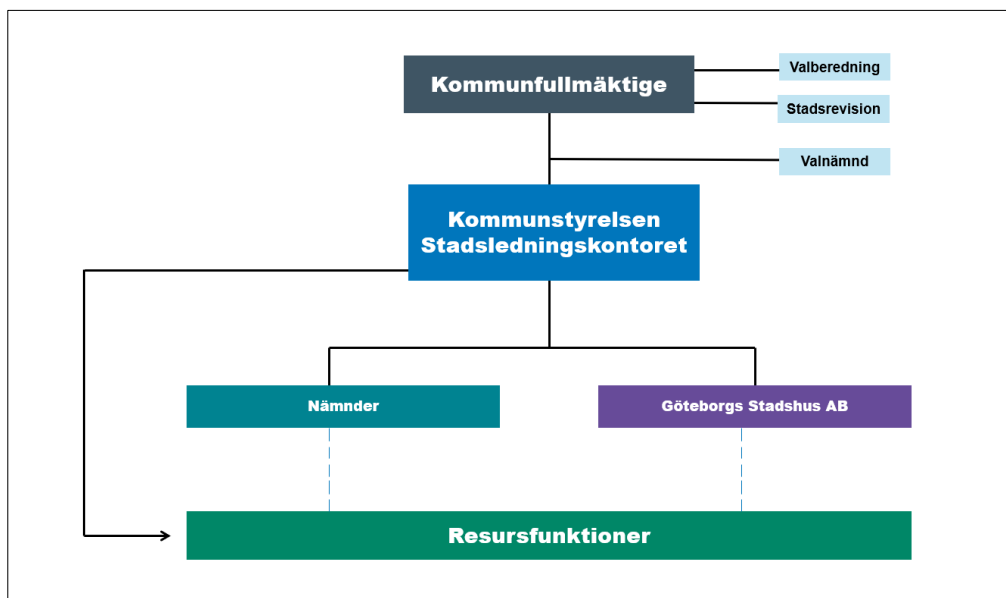 Kommunfullmäktige
Valberedning
Stadsrevision
Valnämnd
Kommunstyrelsen
Stadsledningskontoret
Nämnder
Göteborgs Stadshus AB
Resursfunktioner